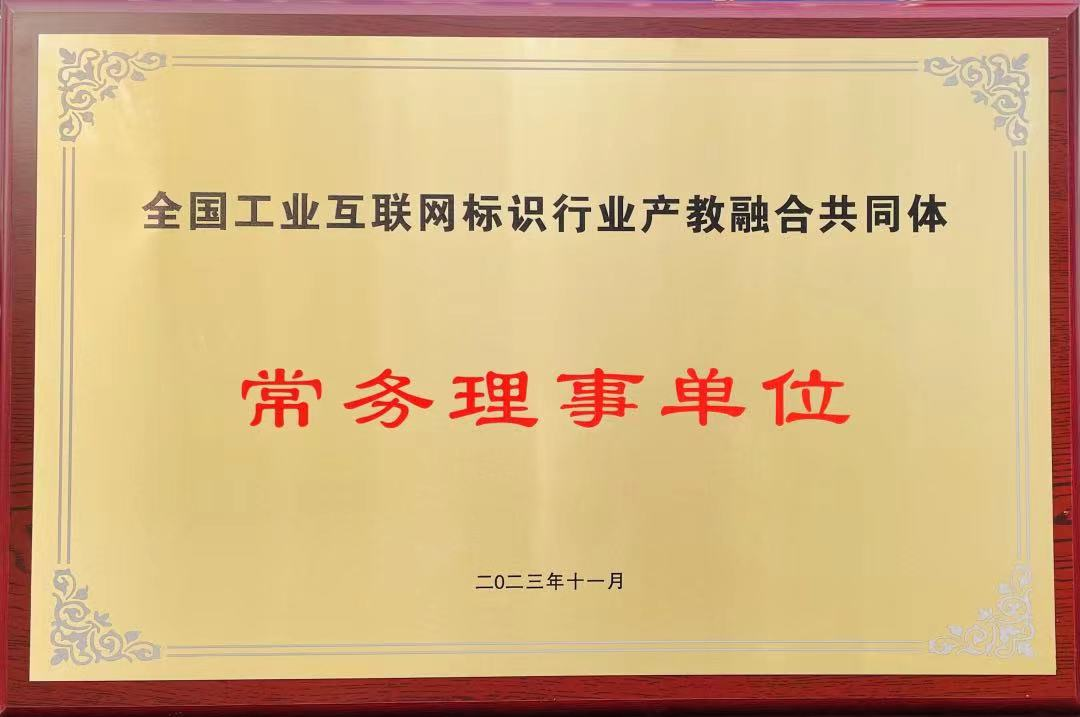 全国工业互联网标识行业产教融合共同体
常务理事单位
二0二三年十一月